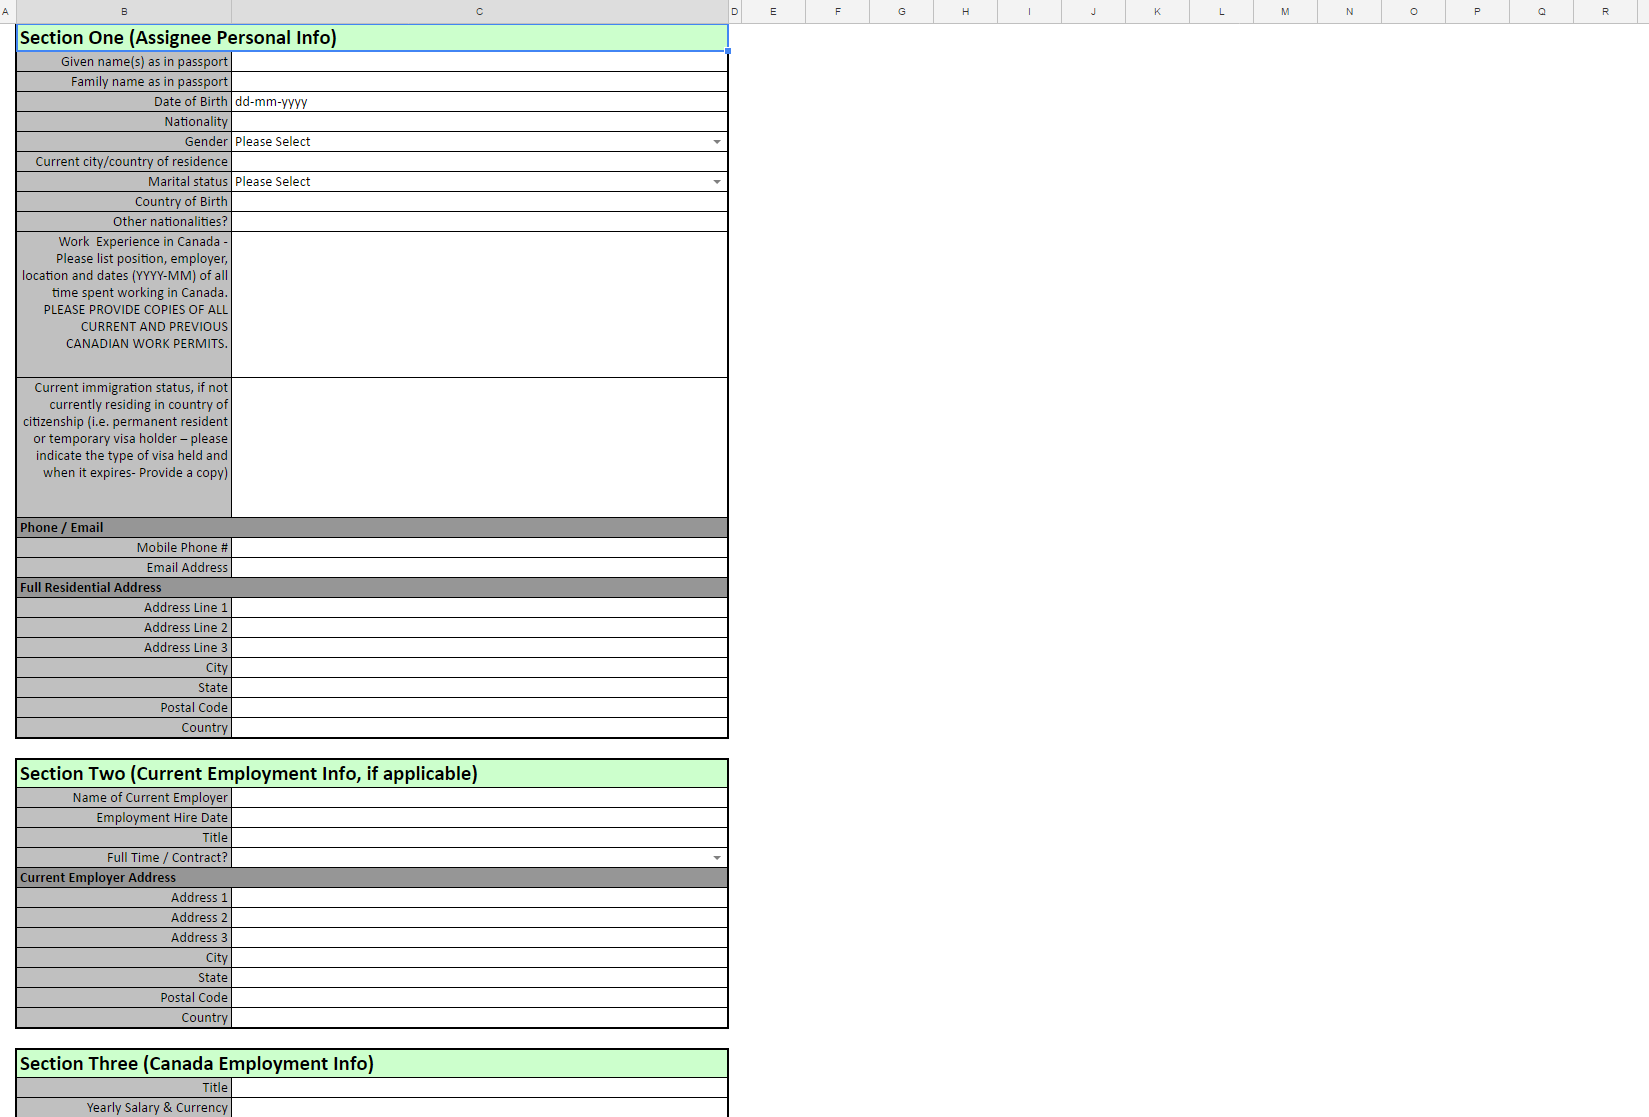 A B C D E F G H I J K L M N O P Q R
Section One (Assignee Personal Info)
Given name(s) as in passport
Family name as in passport
Date of Birth dd-mm-yyyy
Nationality
Gender Please Select
Current city/country of residence
Marital status Please Select
Country of Birth
Other nationalities?
Work  Experience in Canada -
Please list position, employer,
location and dates (YYYY-MM) of all
time spent working in Canada.
PLEASE PROVIDE COPIES OF ALL
CURRENT AND PREVIOUS
CANADIAN WORK PERMITS.
Current immigration status, if not
currently residing in country of
citizenship (i.e. permanent resident
or temporary visa holder – please
indicate the type of visa held and
when it expires- Provide a copy)
Phone / Email
Mobile Phone #
Email Address
Full Residential Address
Address Line 1
Address Line 2
Address Line 3
City
State
Postal Code
Country
Section Two (Current Employment Info, if applicable)
Name of Current Employer
Employment Hire Date
Title
Full Time / Contract?
Current Employer Address
Address 1
Address 2
Address 3
City
State
Postal Code
Country
Section Three (Canada Employment Info)
Title
Yearly Salary & Currency